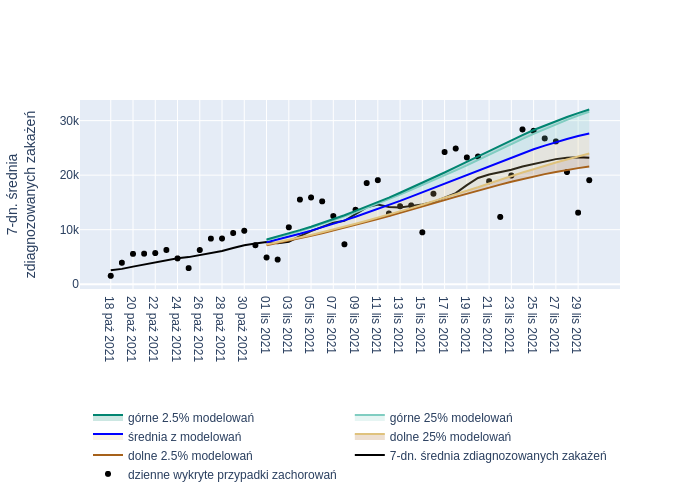 7-dn. średnia
zdiagnozowanych zakażeń
30k
20k
10k
0
18 paź 2021
20 paź 2021
22 paź 2021
24 paź 2021
26 paź 2021
28 paź 2021
30 paź 2021
01 lis 2021
03 lis 2021
05 lis 2021
07 lis 2021
09 lis 2021
11 lis 2021
13 lis 2021
15 lis 2021
17 lis 2021
19 lis 2021
21 lis 2021
23 lis 2021
25 lis 2021
27 lis 2021
29 lis 2021
górne 2.5% modelowań
górne 25% modelowań
średnia z modelowań
dolne 25% modelowań
dolne 2.5% modelowań
7-dn. średnia zdiagnozowanych zakażeń
dzienne wykryte przypadki zachorowań